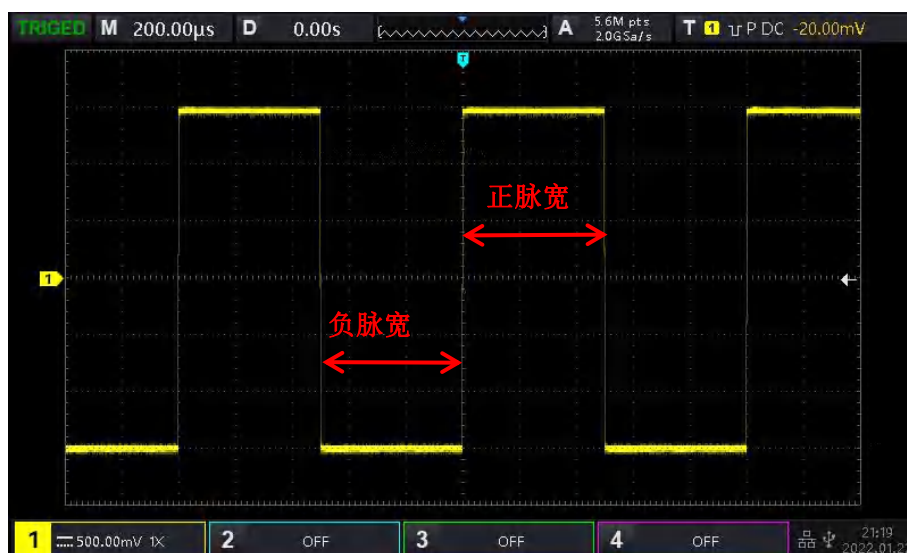 TRIGED M 200.00μs D 0.00s A 5.6M pts 2.0GSa/s T 1 P DC -20.00mV
T
正脉宽
1
负脉宽
1 500.00mV 1X 2 OFF 3 OFF 4 OFF 21:19